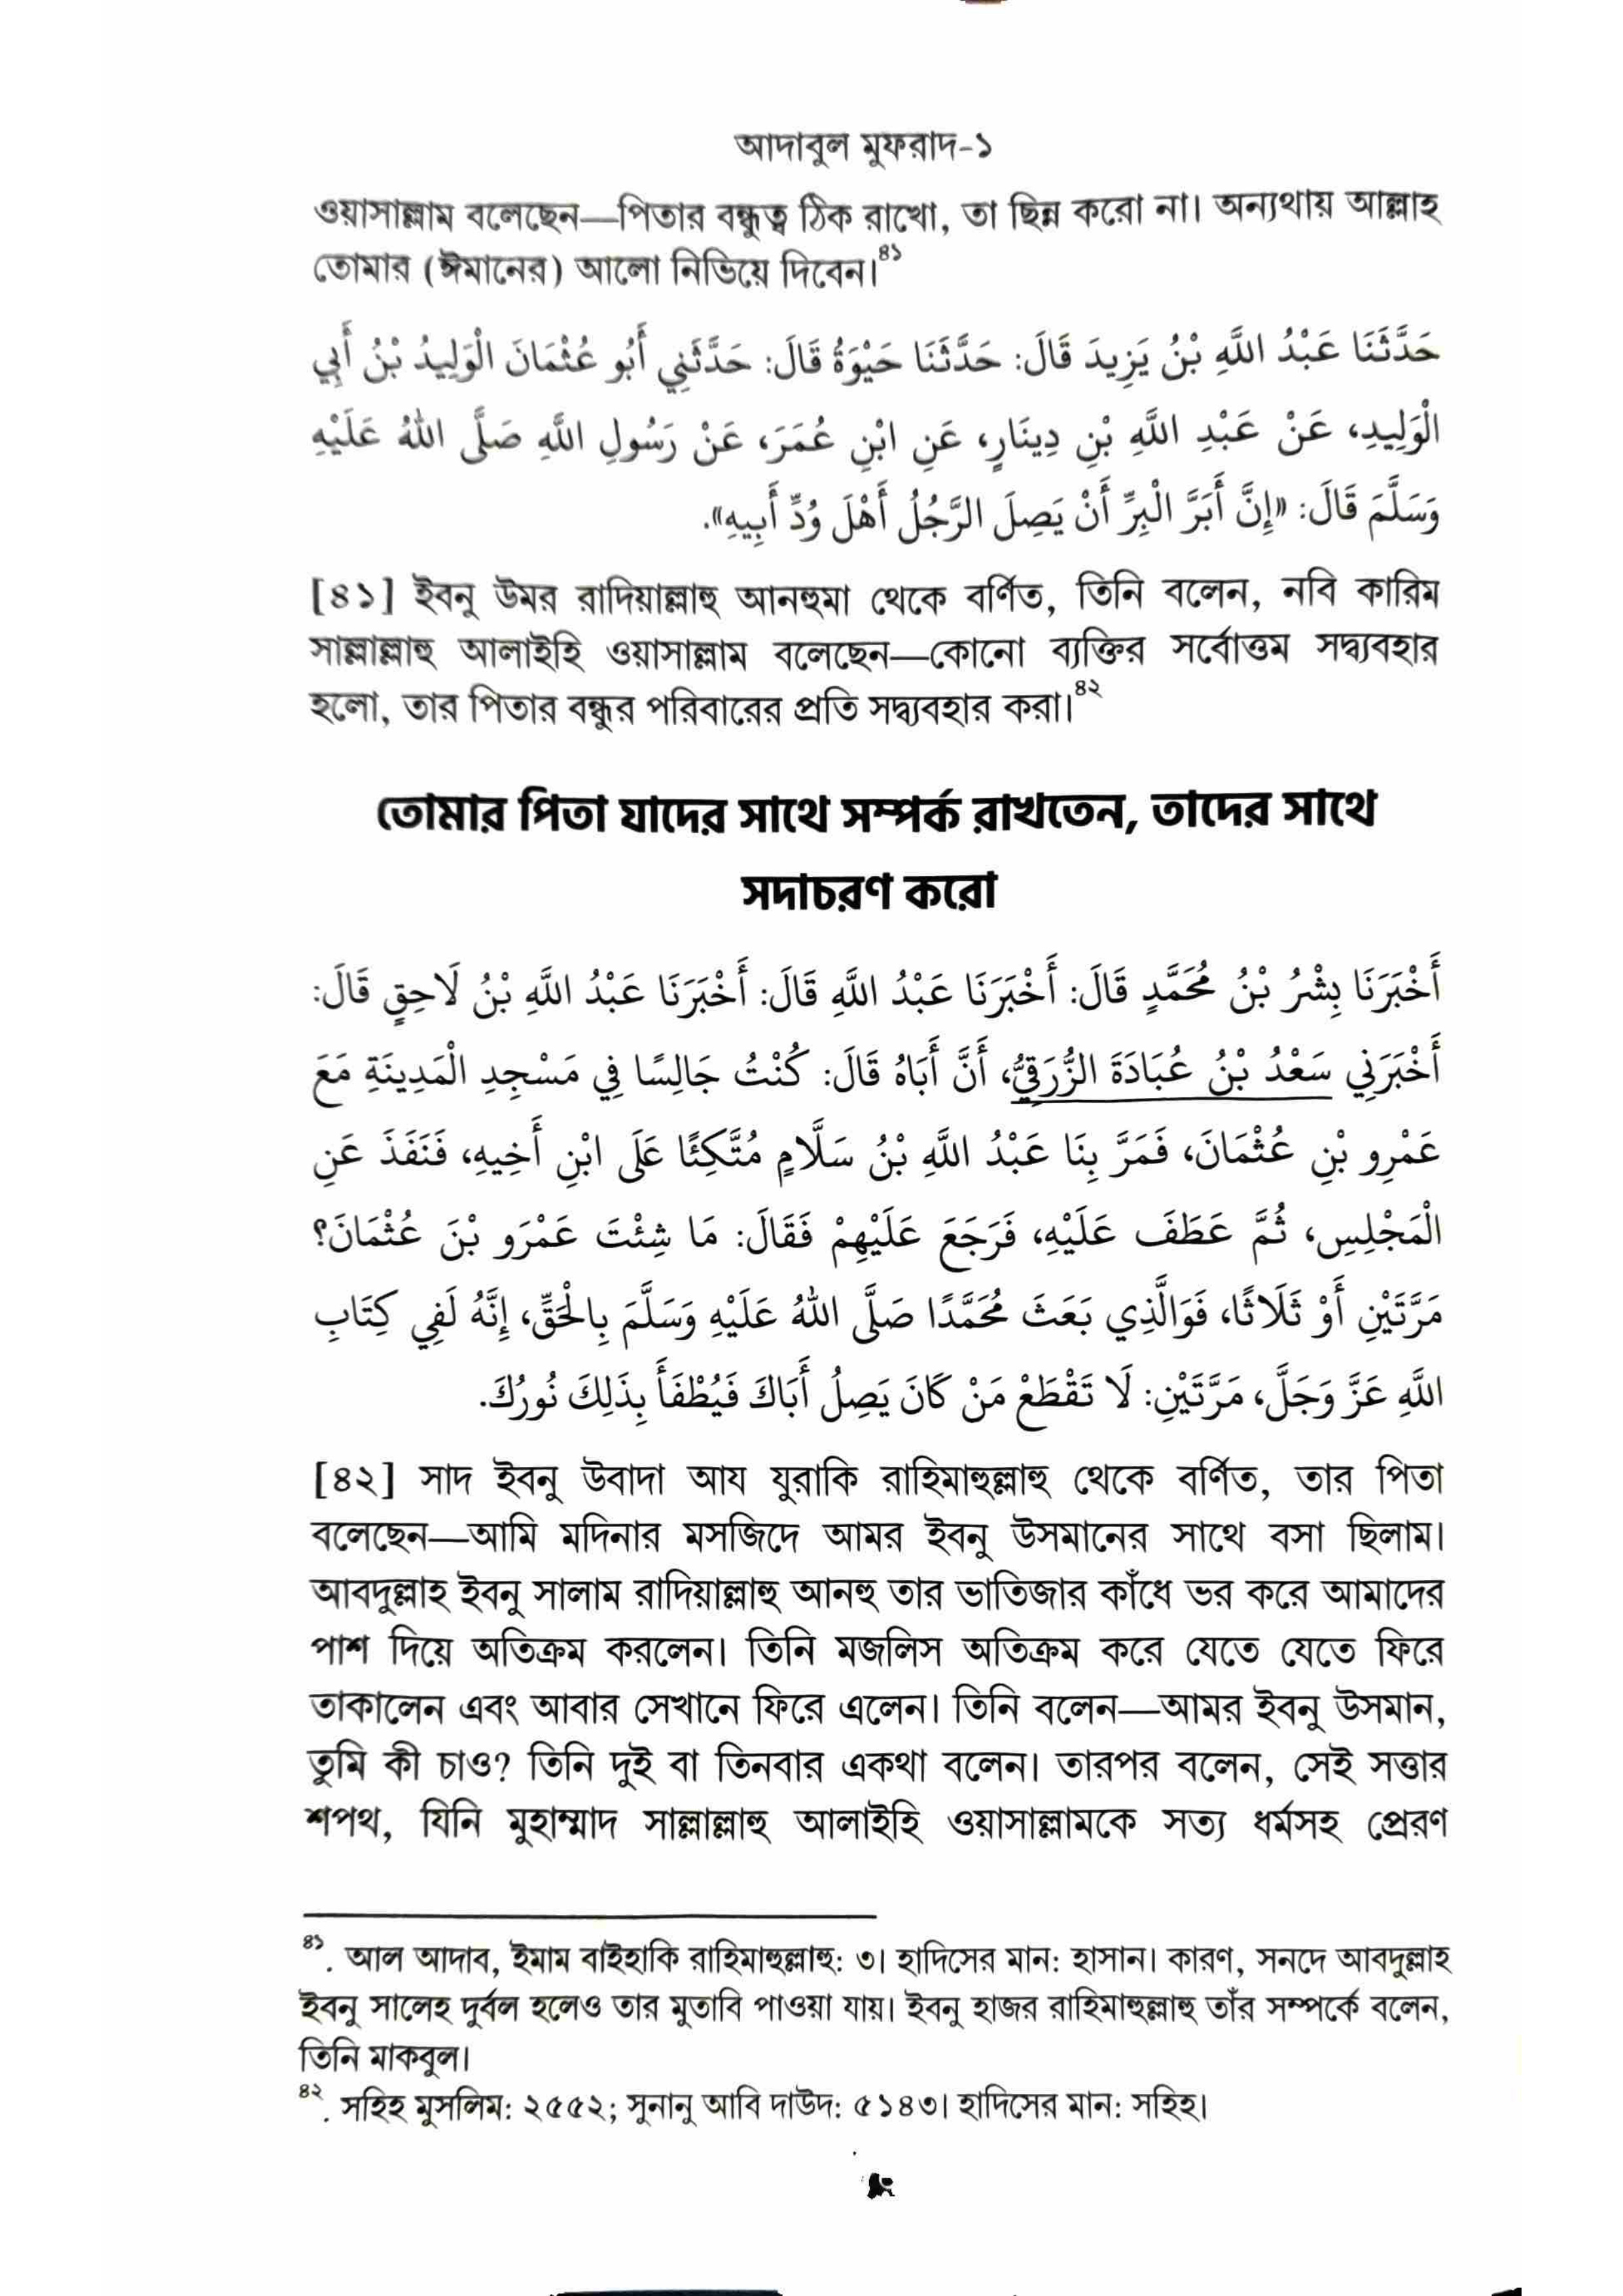 আদাবুল মুফরাদ-১
ওয়াসাল্লাম বলেছেন—পিতার বন্ধুত্ব ঠিক রাখো, তা ছিন্ন করো না। অন্যথায় আল্লাহ
তোমার (ঈমানের) আলো নিভিয়ে দিবেন।৪১
حَدَّثَنَا عَبْدُ اللَّهِ بْنُ يَزِيدَ قَالَ: حَدَّثَنَا حَيْوَةُ قَالَ: حَدَّثَنِي أَبُو عُثْمَانَ الْوَلِيدُ بْنُ أَبِي
الْوَلِيدِ، عَنْ عَبْدِ اللَّهِ بْنِ دِينَارٍ، عَنِ ابْنِ عُمَرَ، عَنْ رَسُولِ اللَّهِ صَلَّى اللهُ عَلَيْهِ
وَسَلَّمَ قَالَ: «إِنَّ أَبَرَّ الْبِرِّ أَنْ يَصِلَ الرَّجُلُ أَهْلَ وُدِّ أَبِيهِ».
[৪১] ইবনু উমর রাদিয়াল্লাহু আনহুমা থেকে বর্ণিত, তিনি বলেন, নবি কারিম
সাল্লাল্লাহু আলাইহি ওয়াসাল্লাম বলেছেন—কোনো ব্যক্তির সর্বোত্তম সদ্ব্যবহার
হলো, তার পিতার বন্ধুর পরিবারের প্রতি সদ্ব্যবহার করা।৪২
তোমার পিতা যাদের সাথে সম্পর্ক রাখতেন, তাদের সাথে
সদাচরণ করো
أَخْبَرَنَا بِشْرُ بْنُ مُحَمَّدٍ قَالَ: أَخْبَرَنَا عَبْدُ اللَّهِ قَالَ: أَخْبَرَنَا عَبْدُ اللَّهِ بْنُ لَاحِقٍ قَالَ:
أَخْبَرَنِي سَعْدُ بْنُ عُبَادَةَ الزُّرَقِيُّ، أَنَّ أَبَاهُ قَالَ: كُنْتُ جَالِسًا فِي مَسْجِدِ الْمَدِينَةِ مَعَ
عَمْرِو بْنِ عُثْمَانَ، فَمَرَّ بِنَا عَبْدُ اللَّهِ بْنُ سَلَّامٍ مُتَّكِئًا عَلَى ابْنِ أَخِيهِ، فَنَفَذَ عَنِ
الْمَجْلِسِ، ثُمَّ عَطَفَ عَلَيْهِ، فَرَجَعَ عَلَيْهِمْ فَقَالَ: مَا شِئْتَ عَمْرَو بْنَ عُثْمَانَ؟
مَرَّتَيْنِ أَوْ ثَلَاثًا، فَوَالَّذِي بَعَثَ مُحَمَّدًا صَلَّى اللهُ عَلَيْهِ وَسَلَّمَ بِالْحَقِّ، إِنَّهُ لَفِي كِتَابِ
اللَّهِ عَزَّ وَجَلَّ، مَرَّتَيْنِ: لَا تَقْطَعْ مَنْ كَانَ يَصِلُ أَبَاكَ فَيُطْفَأَ بِذَلِكَ نُورُكَ.
[৪২] সাদ ইবনু উবাদা আয যুরাকি রাহিমাহুল্লাহু থেকে বর্ণিত, তার পিতা
বলেছেন—আমি মদিনার মসজিদে আমর ইবনু উসমানের সাথে বসা ছিলাম।
আবদুল্লাহ ইবনু সালাম রাদিয়াল্লাহু আনহু তার ভাতিজার কাঁধে ভর করে আমাদের
পাশ দিয়ে অতিক্রম করলেন। তিনি মজলিস অতিক্রম করে যেতে যেতে ফিরে
তাকালেন এবং আবার সেখানে ফিরে এলেন। তিনি বলেন—আমর ইবনু উসমান,
তুমি কী চাও? তিনি দুই বা তিনবার একথা বলেন। তারপর বলেন, সেই সত্তার
শপথ, যিনি মুহাম্মাদ সাল্লাল্লাহু আলাইহি ওয়াসাল্লামকে সত্য ধর্মসহ প্রেরণ
৪১. আল আদাব, ইমাম বাইহাকি রাহিমাহুল্লাহু: ৩। হাদিসের মান: হাসান। কারণ, সনদে আবদুল্লাহ
ইবনু সালেহ দুর্বল হলেও তার মুতাবি পাওয়া যায়। ইবনু হাজর রাহিমাহুল্লাহু তাঁর সম্পর্কে বলেন,
তিনি মাকবুল।
৪২. সহিহ মুসলিম: ২৫৫২; সুনানু আবি দাউদ: ৫১৪৩। হাদিসের মান: সহিহ।